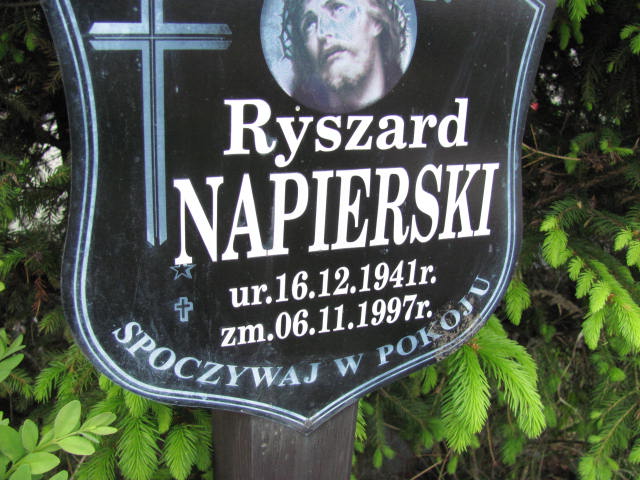 Ryszard
NAPIERSKI
ur.16.12.1941r.
zm.06.11.1997r.
SPOCZYWAJ W POKOJU